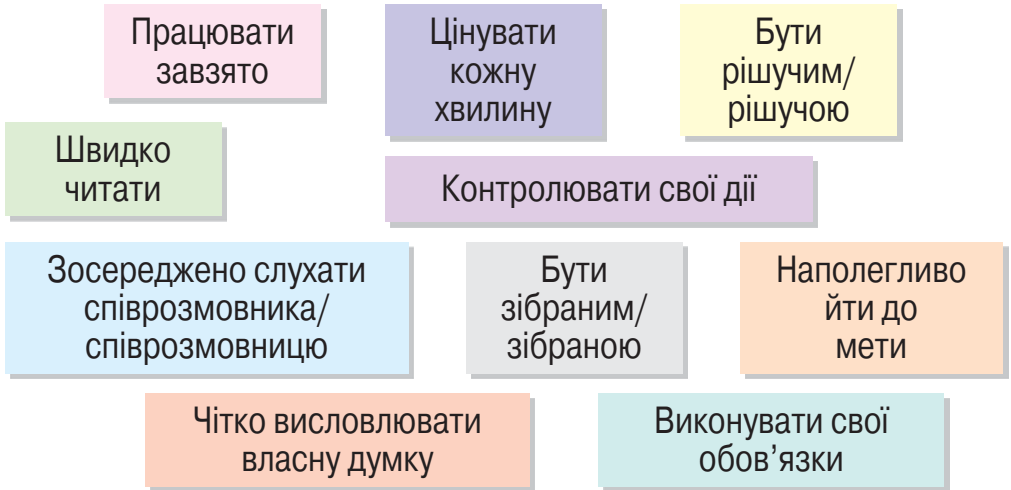 Працювати
завзято
Цінувати
кожну
хвилину
Бути
рішучим/
рішучою
Швидко
читати
Контролювати свої дії
Зосереджено слухати
співрозмовника/
співрозмовницю
Бути
зібраним/
зібраною
Наполегливо
йти до
мети
Чітко висловлювати
власну думку
Виконувати свої
обов’язки